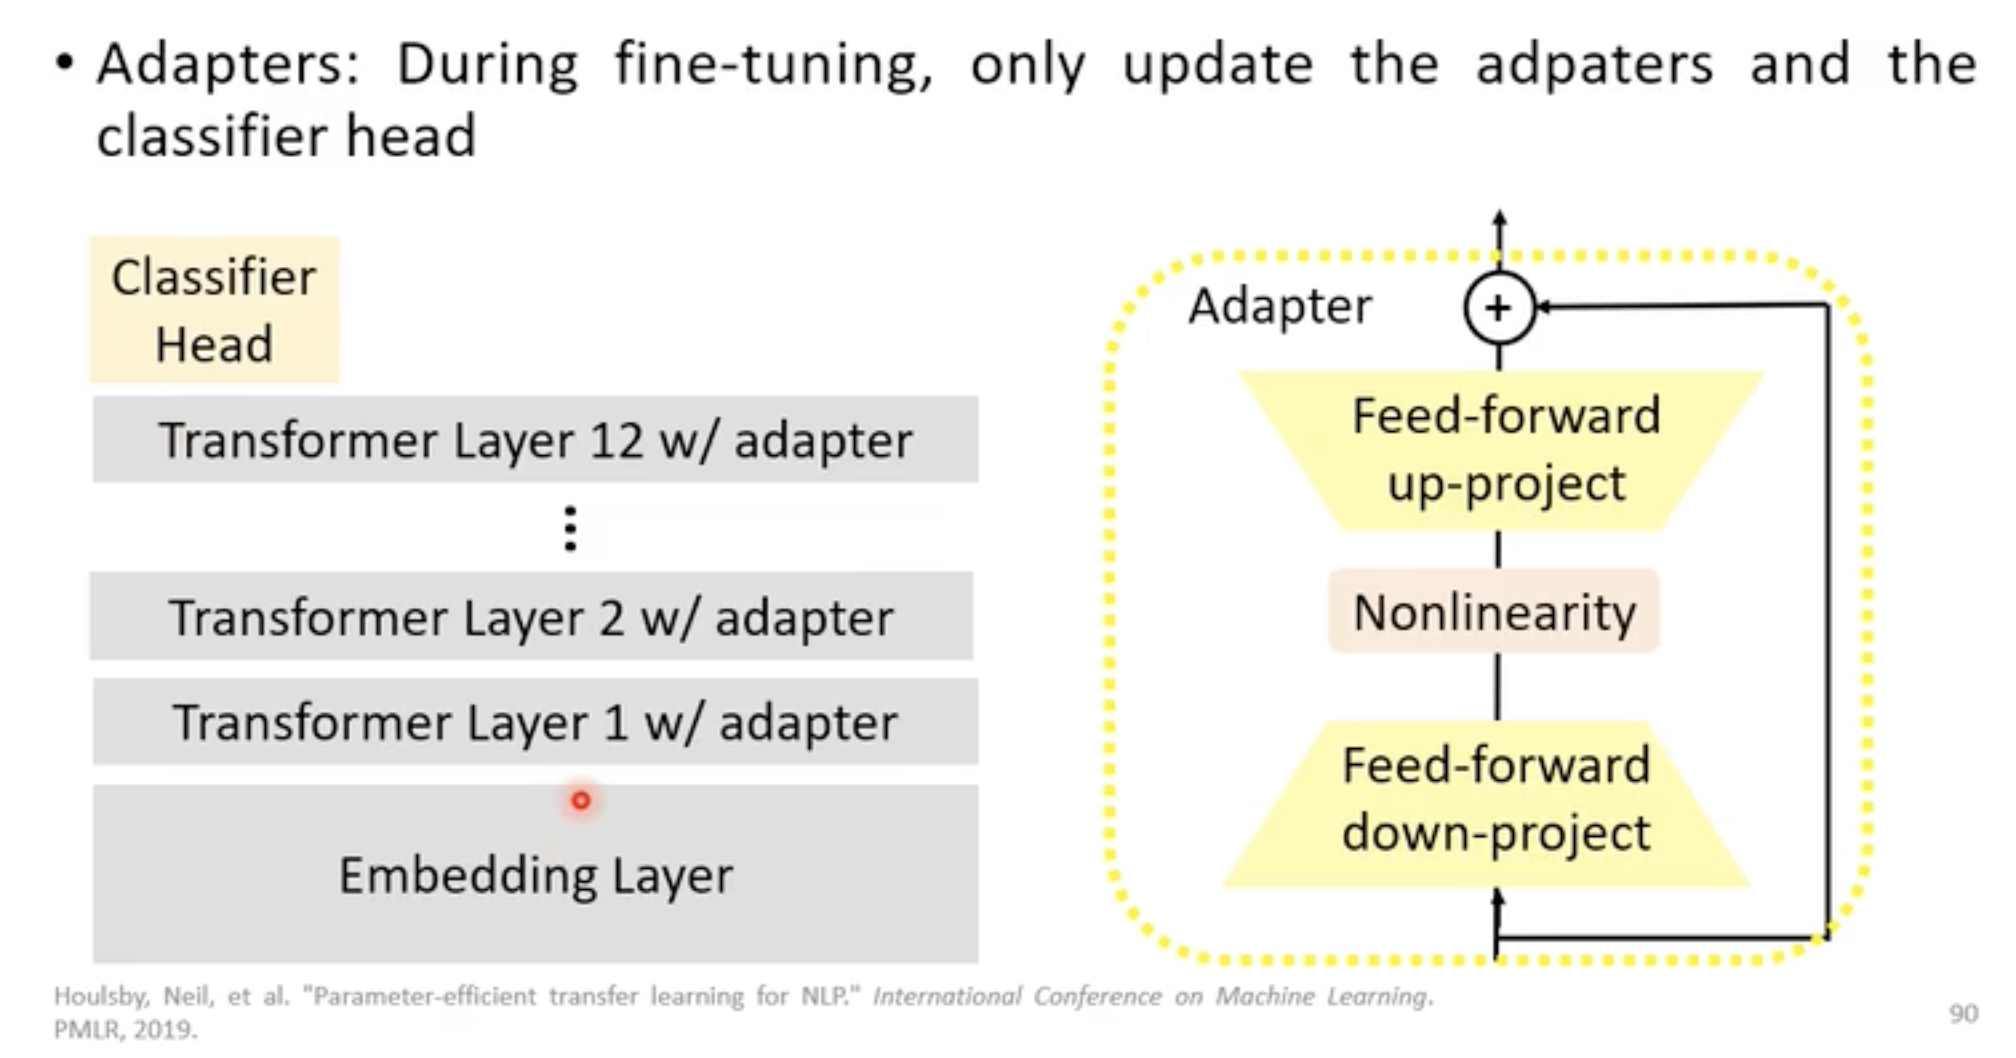 • Adapters: During fine-tuning, only update the adpaters and the
classifier head
Classifier
Head
Transformer Layer 12 w/ adapter
Transformer Layer 2 w/ adapter
Transformer Layer 1 w/ adapter
Embedding Layer
Adapter
+
Feed-forward
up-project
Nonlinearity
Feed-forward
down-project
Houlsby, Neil, et al. "Parameter-efficient transfer learning for NLP." International Conference on Machine Learning.
PMLR, 2019.
90